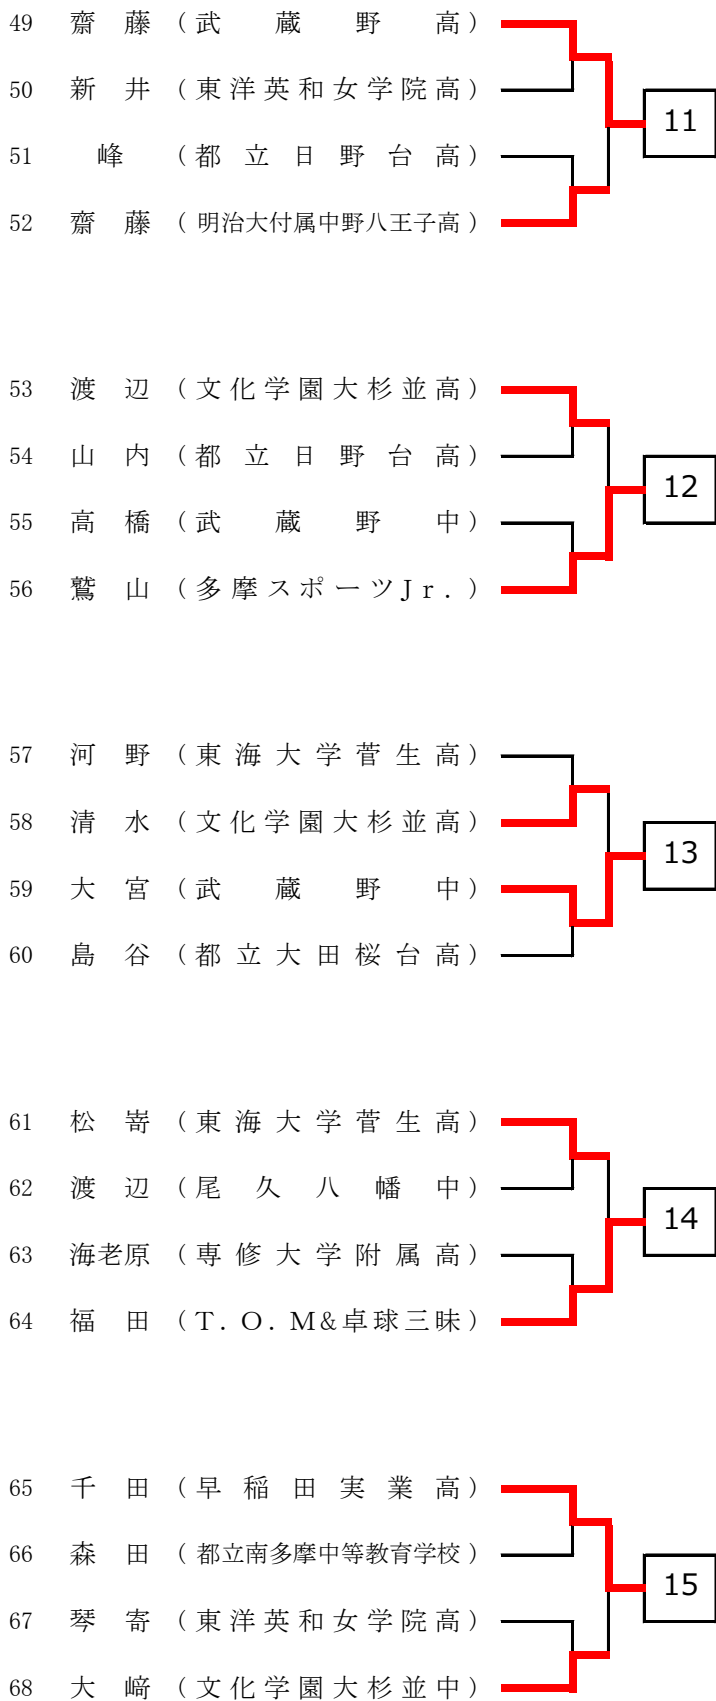 49 齋藤 (武蔵野高)
50 新井 (東洋英和女学院高)
11
51 峰 (都立日野台高)
52 齋藤 (明治大付属中野八王子高)
53 渡辺 (文化学園大杉並高)
54 山内 (都立日野台高)
12
55 高橋 (武蔵野中)
56 鷲山 (多摩スポーツJr.)
57 河野 (東海大学菅生高)
58 清水 (文化学園大杉並高)
13
59 大宮 (武蔵野中)
60 島谷 (都立大田桜台高)
61 松嵜 (東海大学菅生高)
62 渡辺 (尾久八幡中)
14
63 海老原 (専修大学附属高)
64 福田 (T.O.M&卓球三昧)
65 千田 (早稲田実業高)
66 森田 (都立南多摩中等教育学校)
15
67 琴寄 (東洋英和女学院高)
68 大﨑 (文化学園大杉並中)